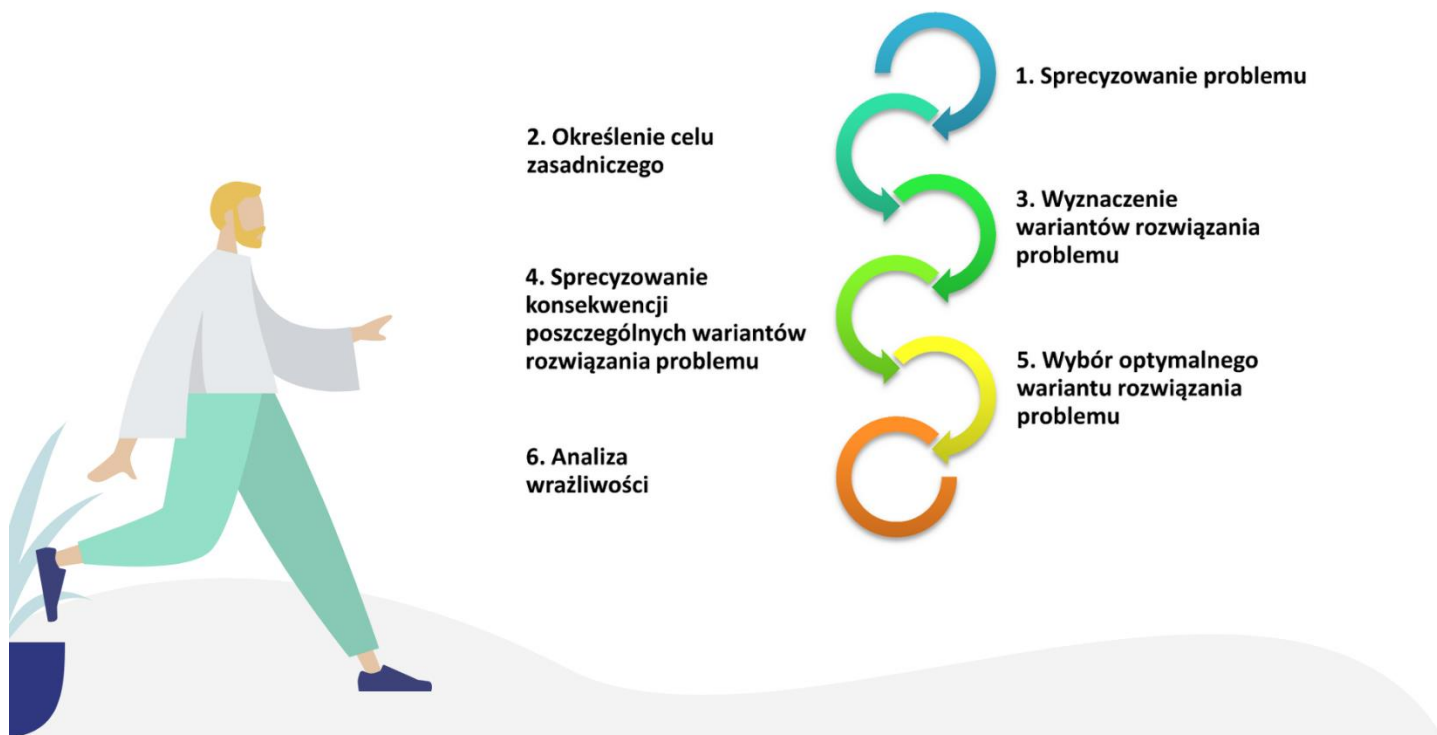 1. Sprecyzowanie problemu
2. Określenie celu
zasadniczego
3. Wyznaczenie
wariantów rozwiązania
problemu
4. Sprecyzowanie
konsekwencji
poszczególnych wariantów
rozwiązania problemu
5. Wybór optymalnego
wariantu rozwiązania
problemu
6. Analiza
wrażliwości